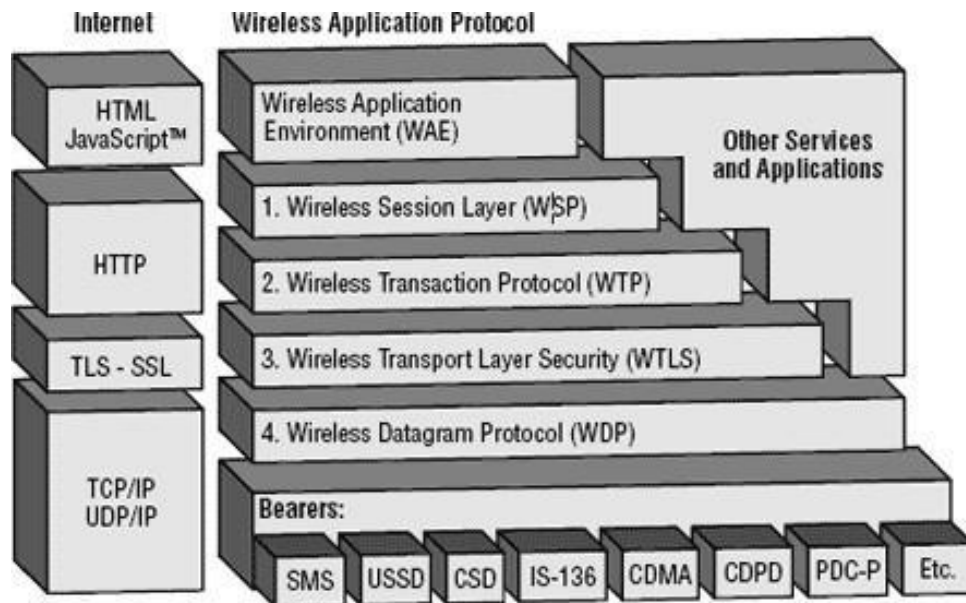 Internet
Wireless Application Protocol
HTML
JavaScript™
HTTP
TLS - SSL
TCP/IP
UDP/IP
Wireless Application
Environment (WAE)
1. Wireless Session Layer (WSP)
2. Wireless Transaction Protocol (WTP)
3. Wireless Transport Layer Security (WTLS)
4. Wireless Datagram Protocol (WDP)
Other Services
and Applications
Bearers:
SMS
USSD
CSD
IS-136
CDMA
CDPD
PDC-P
Etc.